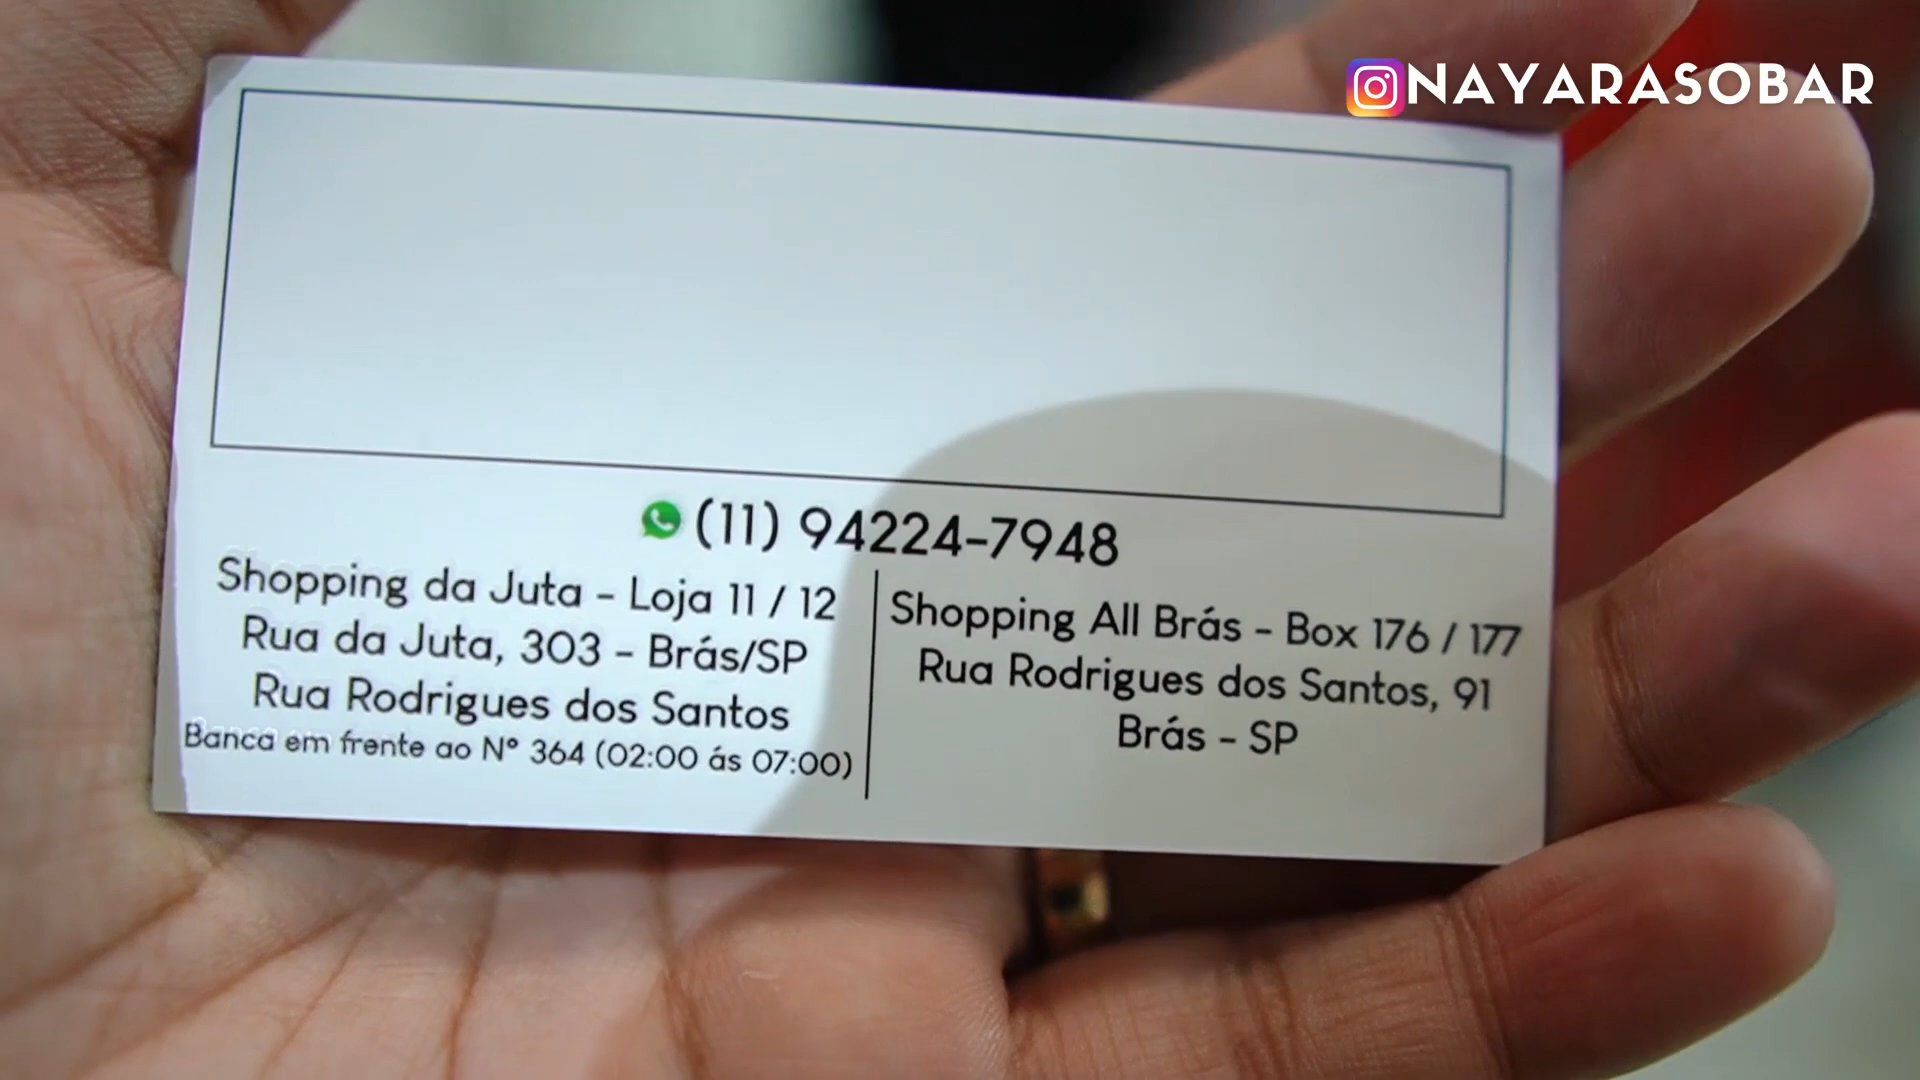 NAYARASOBAR
(11) 94224-7948
Shopping da Juta - Loja 11 / 12
Rua da Juta, 303 - Brás/SP
Rua Rodrigues dos Santos
Banca em frente ao Nº 364 (02:00 ás 07:00)
Shopping All Brás - Box 176 / 177
Rua Rodrigues dos Santos, 91
Brás - SP